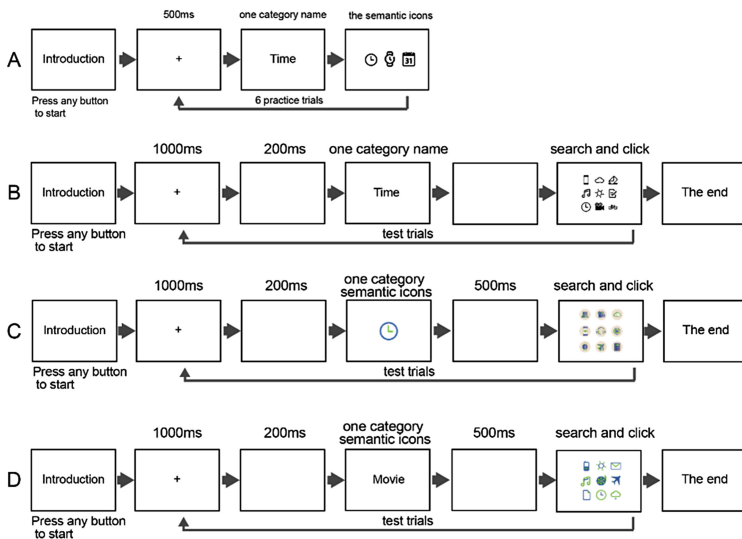 500ms one category name the semantic icons
A Introduction + Time 31
Press any button
to start
6 practice trials
1000ms 200ms one category name search and click
B Introduction + Time The end
Press any button
to start
test trials
one category
1000ms 200ms semantic icons 500ms search and click
C Introduction + The end
Press any button
to start
test trials
one category
1000ms 200ms semantic icons 500ms search and click
D Introduction + Movie The end
Press any button
to start
test trials